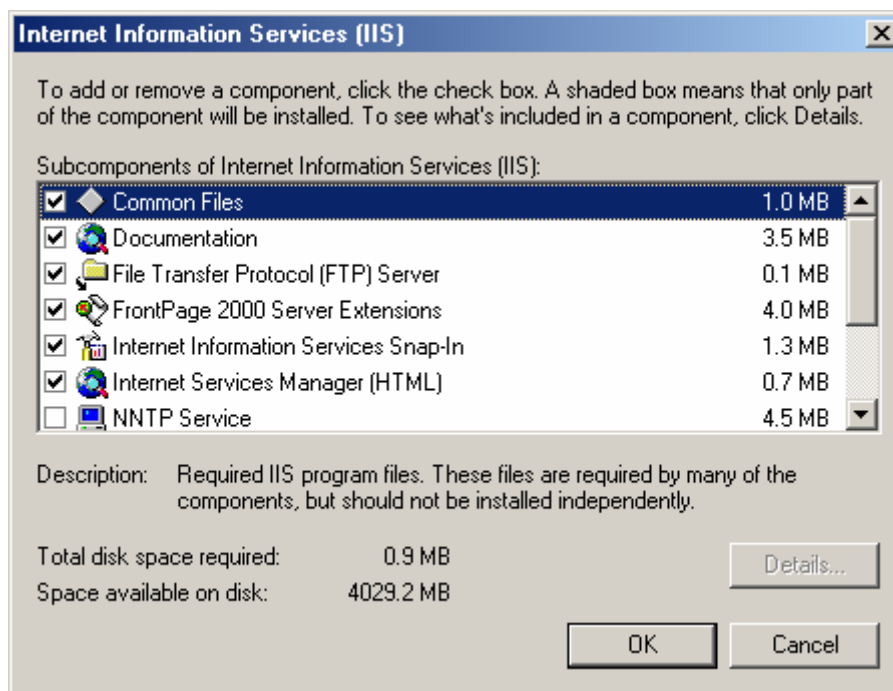 Internet Information Services (IIS)
To add or remove a component, click the check box. A shaded box means that only part
of the component will be installed. To see what's included in a component, click Details.
Subcomponents of Internet Information Services (IIS):
Common Files 1.0 MB
Documentation 3.5 MB
File Transfer Protocol (FTP) Server 0.1 MB
FrontPage 2000 Server Extensions 4.0 MB
Internet Information Services Snap-In 1.3 MB
Internet Services Manager (HTML) 0.7 MB
NNTP Service 4.5 MB
Description: Required IIS program files. These files are required by many of the
components, but should not be installed independently.
Total disk space required: 0.9 MB
Space available on disk: 4029.2 MB
Details...
OK Cancel